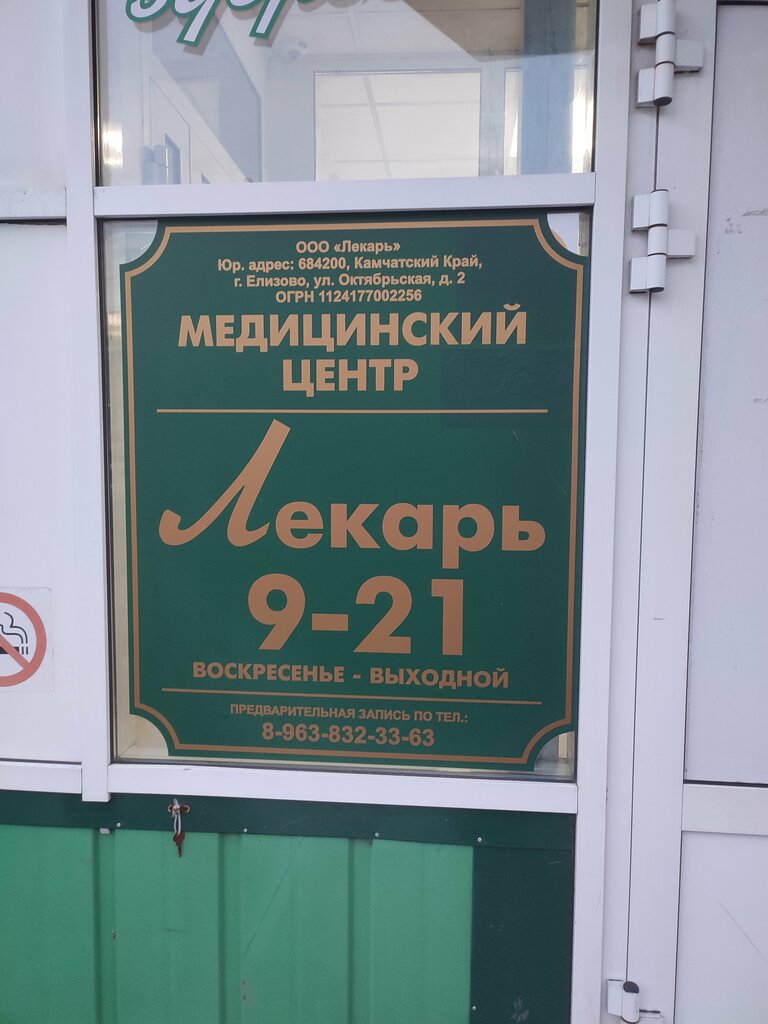 ООО «Лекарь»
Юр. адрес: 684200, Камчатский Край,
г. Елизово, ул. Октябрьская, д. 2
ОГРН 1124177002256
МЕДИЦИНСКИЙ
ЦЕНТР
Лекарь
9-21
ВОСКРЕСЕНЬЕ - ВЫХОДНОЙ
ПРЕДВАРИТЕЛЬНАЯ ЗАПИСЬ ПО ТЕЛ.:
8-963-832-33-63